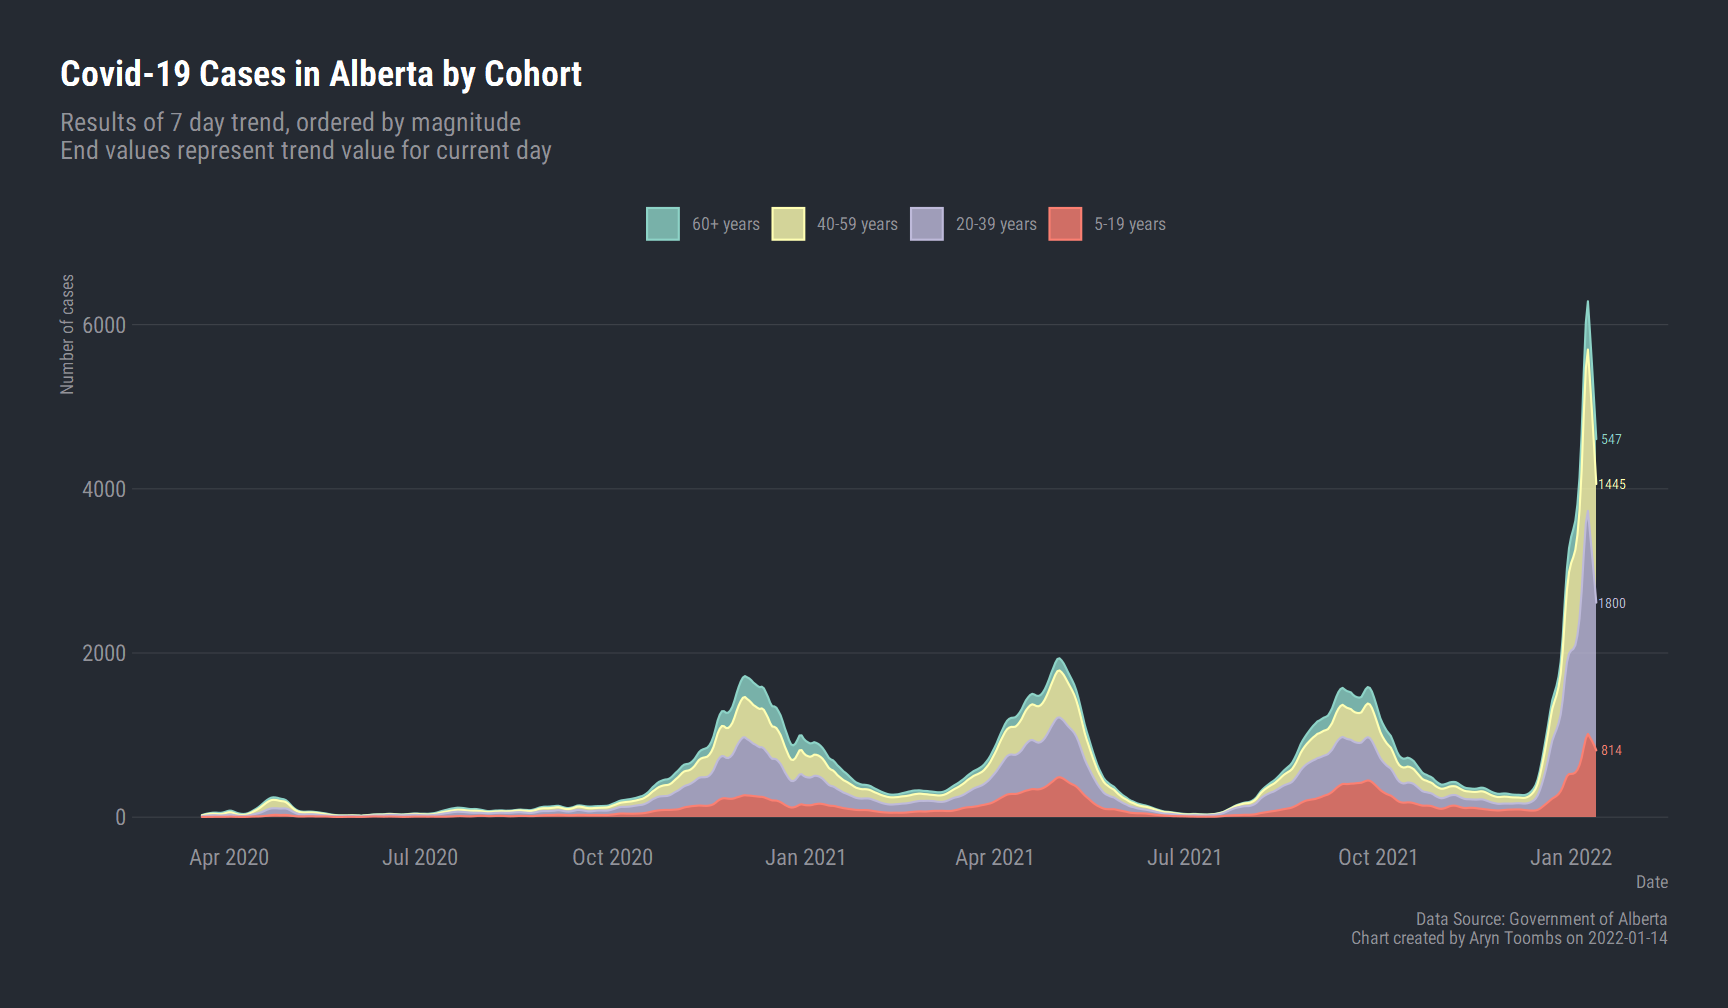 Covid-19 Cases in Alberta by Cohort
Results of 7 day trend, ordered by magnitude
End values represent trend value for current day
60+ years
40-59 years
20-39 years
5-19 years
Number of cases
6000
4000
2000
0
547
1445
1800
814
Apr 2020
Jul 2020
Oct 2020
Jan 2021
Apr 2021
Jul 2021
Oct 2021
Jan 2022
Date
Data Source: Government of Alberta
Chart created by Aryn Toombs on 2022-01-14